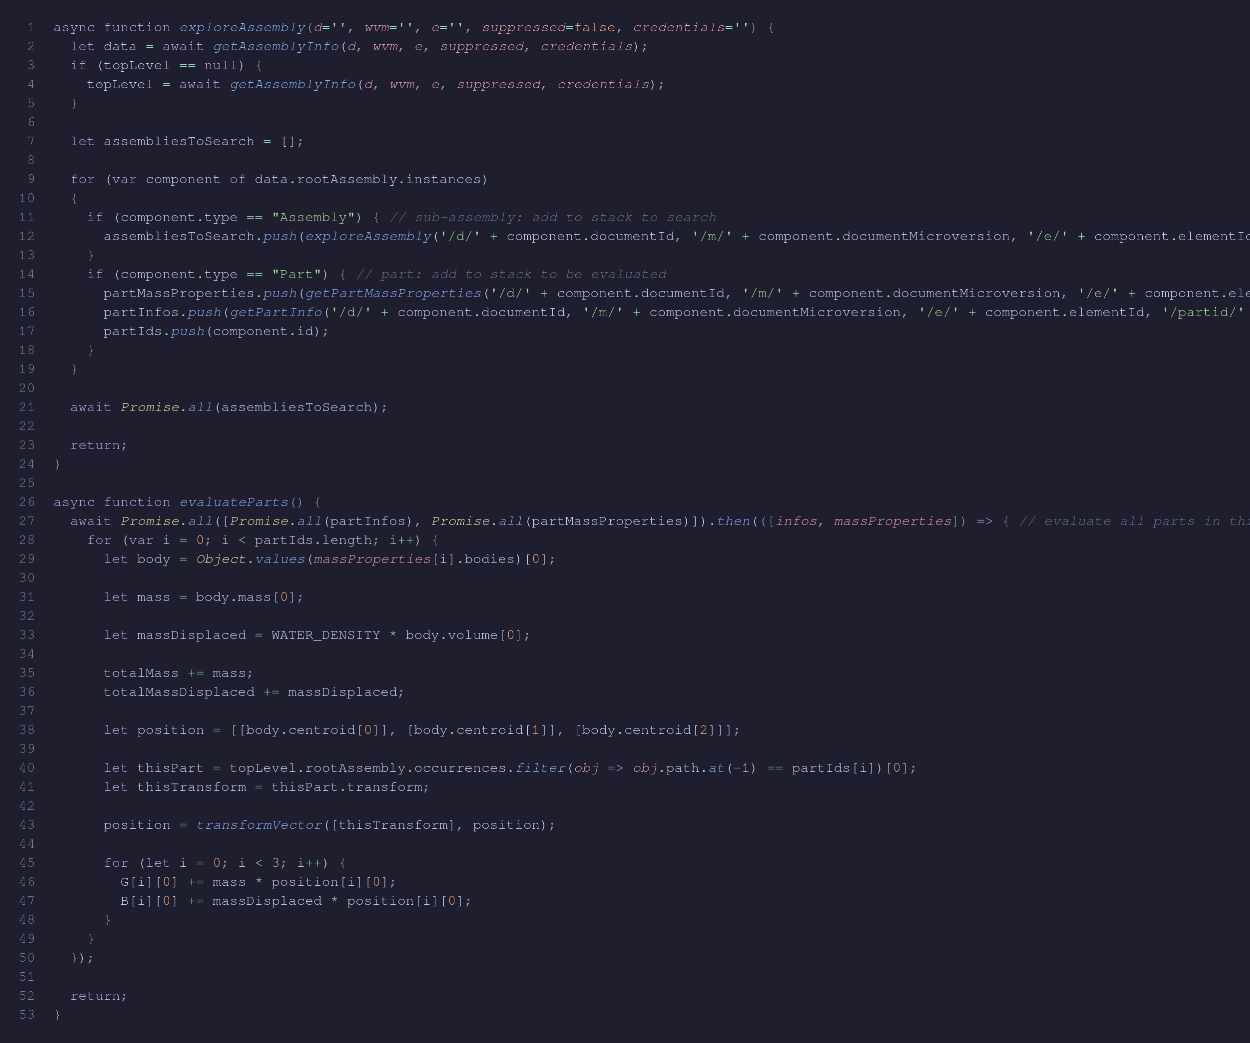 1 async function exploreAssembly(d='', wvm='', e='', suppressed=false, credentials='') {
2 let data = await getAssemblyInfo(d, wvm, e, suppressed, credentials);
3 if (topLevel == null) {
4 topLevel = await getAssemblyInfo(d, wvm, e, suppressed, credentials);
5 }
6
7 let assembliesToSearch = [];
8
9 for (var component of data.rootAssembly.instances)
10 {
11 if (component.type == "Assembly") { // sub-assembly: add to stack to search
12 assembliesToSearch.push(exploreAssembly('/d/' + component.documentId, '/m/' + component.documentMicroversion, '/e/' + component.elementId
13 }
14 if (component.type == "Part") { // part: add to stack to be evaluated
15 partMassProperties.push(getPartMassProperties('/d/' + component.documentId, '/m/' + component.documentMicroversion, '/e/' + component.ele
16 partInfos.push(getPartInfo('/d/' + component.documentId, '/m/' + component.documentMicroversion, '/e/' + component.elementId, '/partid/'
17 partIds.push(component.id);
18 }
19 }
20
21 await Promise.all(assembliesToSearch);
22
23 return;
24 }
25
26 async function evaluateParts() {
27 await Promise.all([Promise.all(partInfos), Promise.all(partMassProperties)]).then(([infos, massProperties]) => { // evaluate all parts in thi
28 for (var i = 0; i < partIds.length; i++) {
29 let body = Object.values(massProperties[i].bodies)[0];
30
31 let mass = body.mass[0];
32
33 let massDisplaced = WATER_DENSITY * body.volume[0];
34
35 totalMass += mass;
36 totalMassDisplaced += massDisplaced;
37
38 let position = [[body.centroid[0]], [body.centroid[1]], [body.centroid[2]]];
39
40 let thisPart = topLevel.rootAssembly.occurrences.filter(obj => obj.path.at(-1) == partIds[i])[0];
41 let thisTransform = thisPart.transform;
42
43 position = transformVector([thisTransform], position);
44
45 for (let i = 0; i < 3; i++) {
46 G[i][0] += mass * position[i][0];
47 B[i][0] += massDisplaced * position[i][0];
48 }
49 }
50 });
51
52 return;
53 }